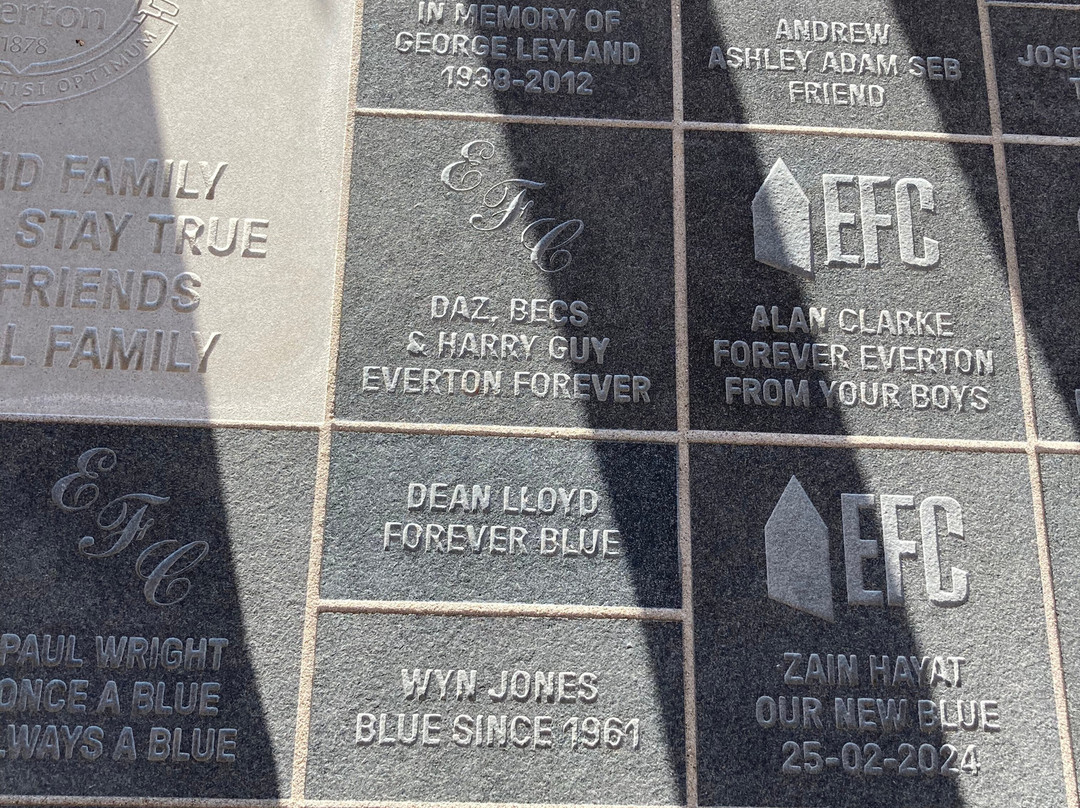 erton
1878
NISI OPTIMUM
FAMILY
STAY TRUE
FRIENDS
FAMILY
EFC
PAUL WRIGHT
ONCE A BLUE
ALWAYS A BLUE
IN MEMORY OF
GEORGE LEYLAND
1938-2012
EFC
DAZ, BECS
& HARRY GUY
EVERTON FOREVER
DEAN LLOYD
FOREVER BLUE
WYN JONES
BLUE SINCE 1961
ANDREW
ASHLEY ADAM SEB
FRIEND
EFC
ALAN CLARKE
FOREVER EVERTON
FROM YOUR BOYS
EFC
ZAIN HAYAT
OUR NEW BLUE
25-02-2024
JOSE